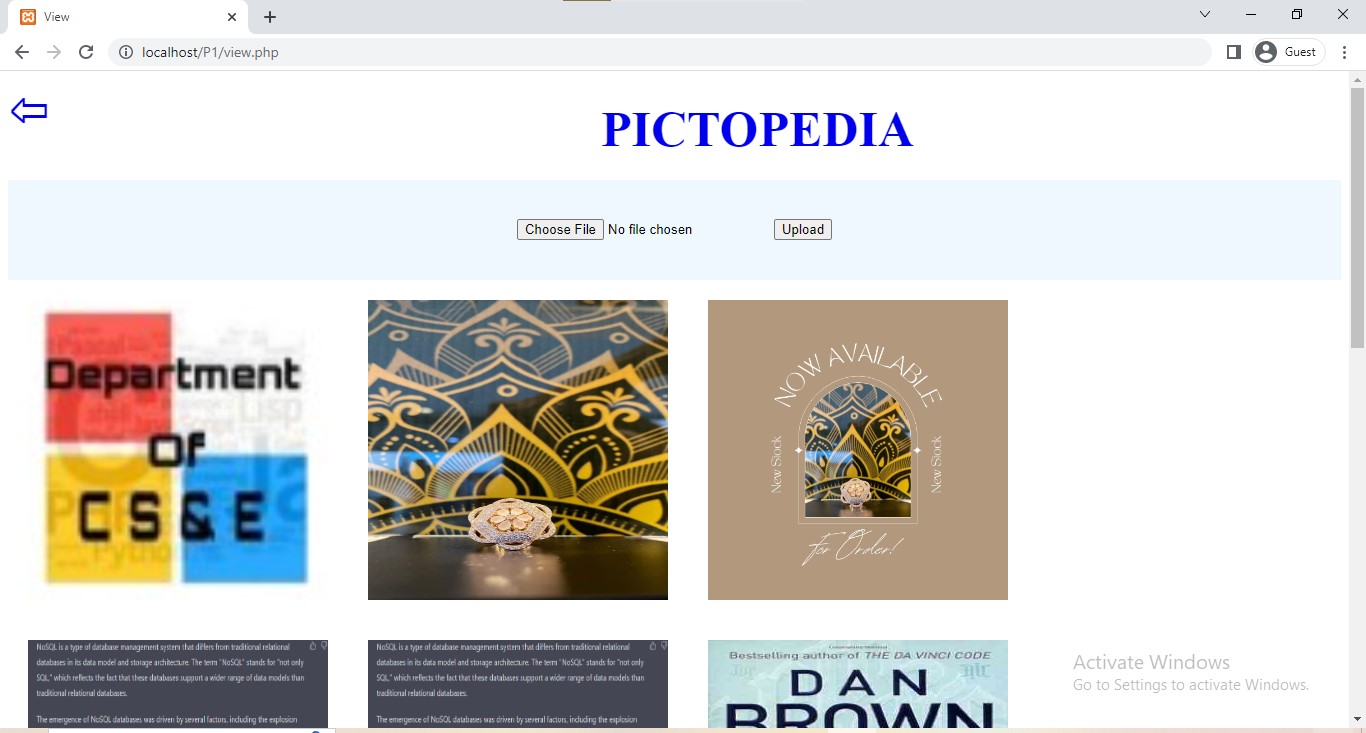 View
localhost/P1/view.php
Guest
PICTOPEDIA
Choose File No file chosen
Upload
Department
Of
CS&E
Lisp
Python
NOW AVAILABLE
New Stock
New Stock
For Order!
NoSQL is a type of database management system that differs from traditional relational
databases in its data model and storage architecture. The term "NoSQL" stands for "not only
SQL," which reflects the fact that these databases support a wider range of data models than
traditional relational databases.
The emergence of NoSQL databases was driven by several factors, including the explosion
NoSQL is a type of database management system that differs from traditional relational
databases in its data model and storage architecture. The term "NoSQL" stands for "not only
SQL," which reflects the fact that these databases support a wider range of data models than
traditional relational databases.
The emergence of NoSQL databases was driven by several factors, including the explosion
Bestselling author of THE DA VINCI CODE
DAN
BROWN
Activate Windows
Go to Settings to activate Windows.